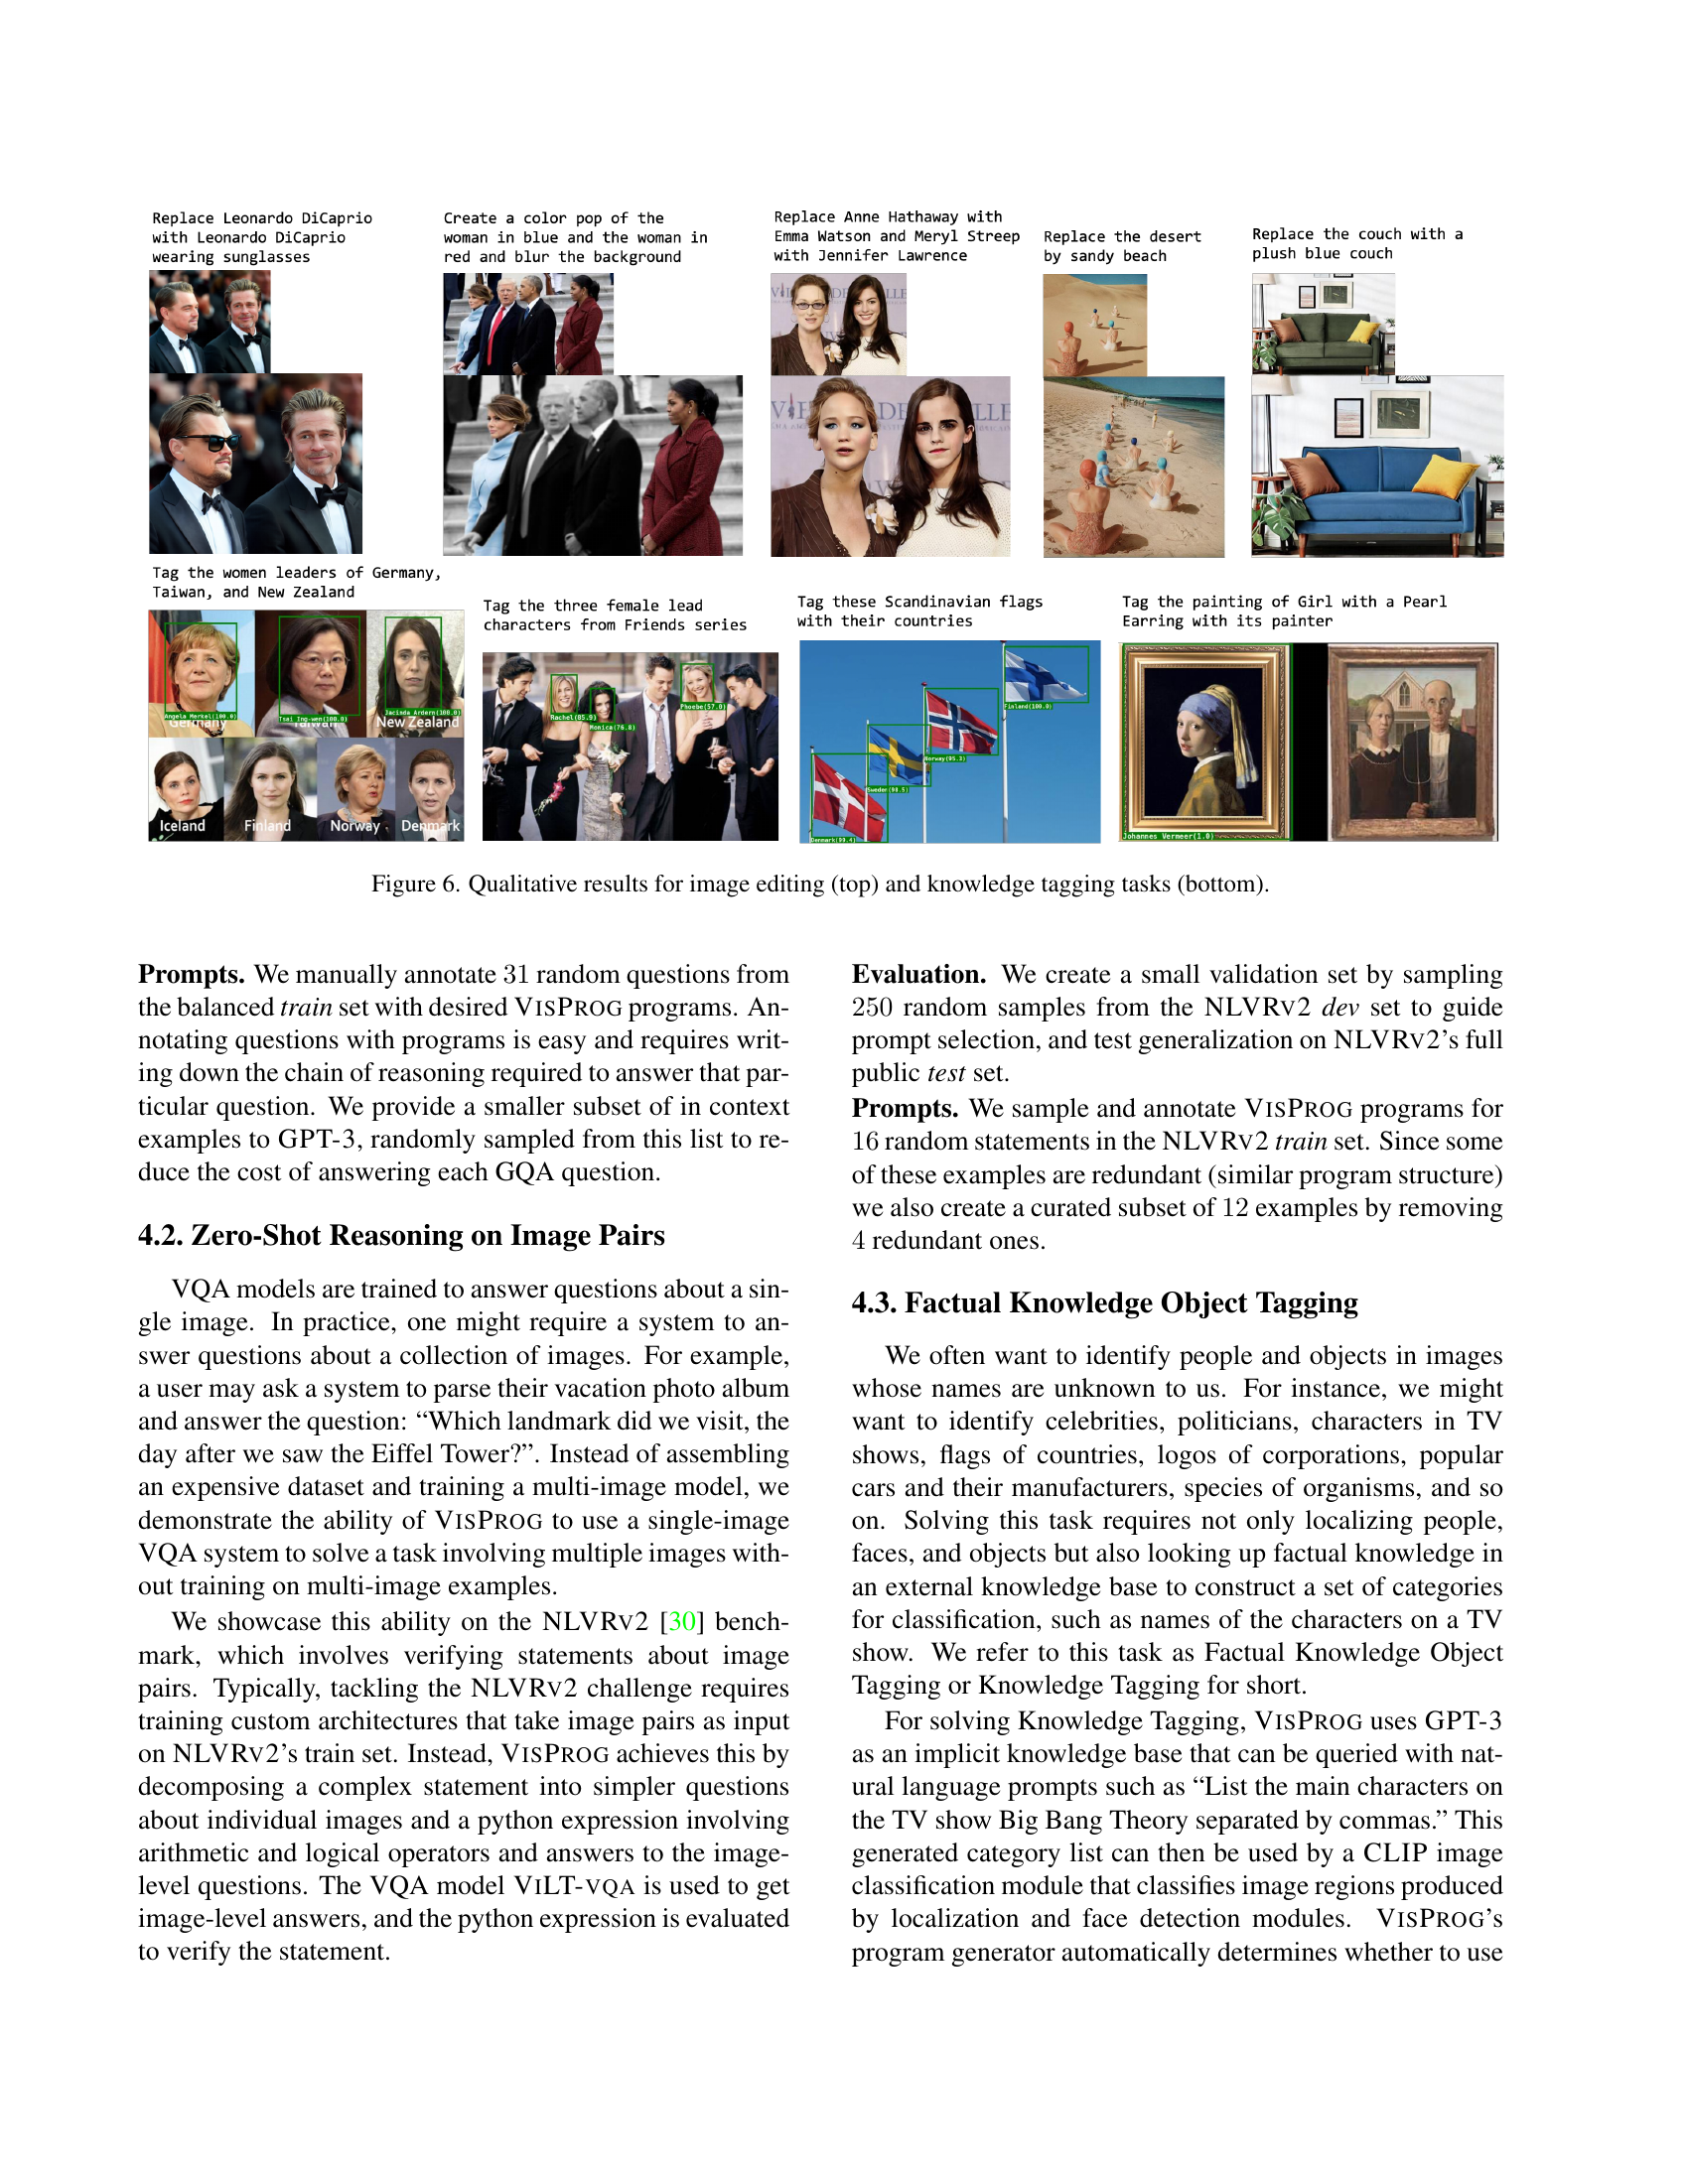 Replace Leonardo DiCaprio
with Leonardo DiCaprio
wearing sunglasses
Create a color pop of the
woman in blue and the woman in
red and blur the background
Replace Anne Hathaway with
Emma Watson and Meryl Streep
with Jennifer Lawrence
Replace the desert
by sandy beach
Replace the couch with a
plush blue couch
Tag the women leaders of Germany,
Taiwan, and New Zealand
Angela Merkel(100.0)
Tsai Ing-wen(100.0)
Jacinda Ardern(100.0)
Germany
Taiwan
New Zealand
Iceland
Finland
Norway
Denmark
Tag the three female lead
characters from Friends series
Rachel(85.9)
Monica(76.8)
Phoebe(57.0)
Tag these Scandinavian flags
with their countries
Finland(100.0)
Norway(95.3)
Sweden(98.5)
Denmark(99.4)
Tag the painting of Girl with a Pearl
Earring with its painter
Johannes Vermeer(1.0)
Figure 6. Qualitative results for image editing (top) and knowledge tagging tasks (bottom).
Prompts. We manually annotate 31 random questions from
the balanced train set with desired VISPROG programs. An-
notating questions with programs is easy and requires writ-
ing down the chain of reasoning required to answer that par-
ticular question. We provide a smaller subset of in context
examples to GPT-3, randomly sampled from this list to re-
duce the cost of answering each GQA question.
4.2. Zero-Shot Reasoning on Image Pairs
VQA models are trained to answer questions about a sin-
gle image. In practice, one might require a system to an-
swer questions about a collection of images. For example,
a user may ask a system to parse their vacation photo album
and answer the question: “Which landmark did we visit, the
day after we saw the Eiffel Tower?”. Instead of assembling
an expensive dataset and training a multi-image model, we
demonstrate the ability of VISPROG to use a single-image
VQA system to solve a task involving multiple images with-
out training on multi-image examples.
We showcase this ability on the NLVRV2 [30] bench-
mark, which involves verifying statements about image
pairs. Typically, tackling the NLVRV2 challenge requires
training custom architectures that take image pairs as input
on NLVRV2’s train set. Instead, VISPROG achieves this by
decomposing a complex statement into simpler questions
about individual images and a python expression involving
arithmetic and logical operators and answers to the image-
level questions. The VQA model VILT-VQA is used to get
image-level answers, and the python expression is evaluated
to verify the statement.
Evaluation. We create a small validation set by sampling
250 random samples from the NLVRV2 dev set to guide
prompt selection, and test generalization on NLVRV2’s full
public test set.
Prompts. We sample and annotate VISPROG programs for
16 random statements in the NLVRV2 train set. Since some
of these examples are redundant (similar program structure)
we also create a curated subset of 12 examples by removing
4 redundant ones.
4.3. Factual Knowledge Object Tagging
We often want to identify people and objects in images
whose names are unknown to us. For instance, we might
want to identify celebrities, politicians, characters in TV
shows, flags of countries, logos of corporations, popular
cars and their manufacturers, species of organisms, and so
on. Solving this task requires not only localizing people,
faces, and objects but also looking up factual knowledge in
an external knowledge base to construct a set of categories
for classification, such as names of the characters on a TV
show. We refer to this task as Factual Knowledge Object
Tagging or Knowledge Tagging for short.
For solving Knowledge Tagging, VISPROG uses GPT-3
as an implicit knowledge base that can be queried with nat-
ural language prompts such as “List the main characters on
the TV show Big Bang Theory separated by commas.” This
generated category list can then be used by a CLIP image
classification module that classifies image regions produced
by localization and face detection modules. VISPROG’s
program generator automatically determines whether to use